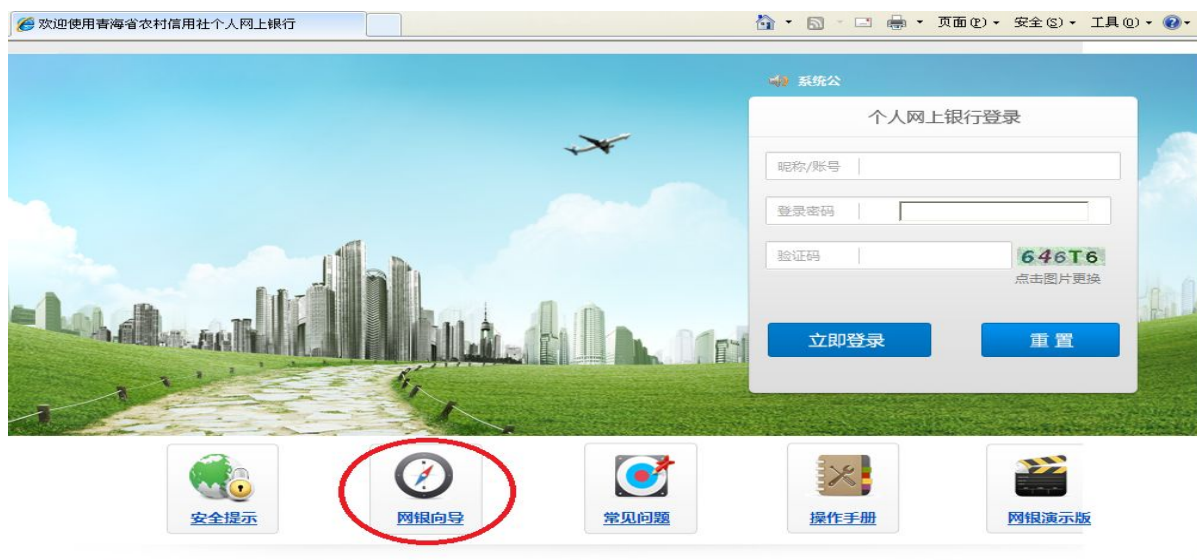 欢迎使用青海省农村信用社个人网上银行
页面(P) 安全(S) 工具(O)
系统公
个人网上银行登录
昵称/账号
登录密码
验证码
646T6
点击图片更换
立即登录 重置
安全提示 网银向导 常见问题 操作手册 网银演示版